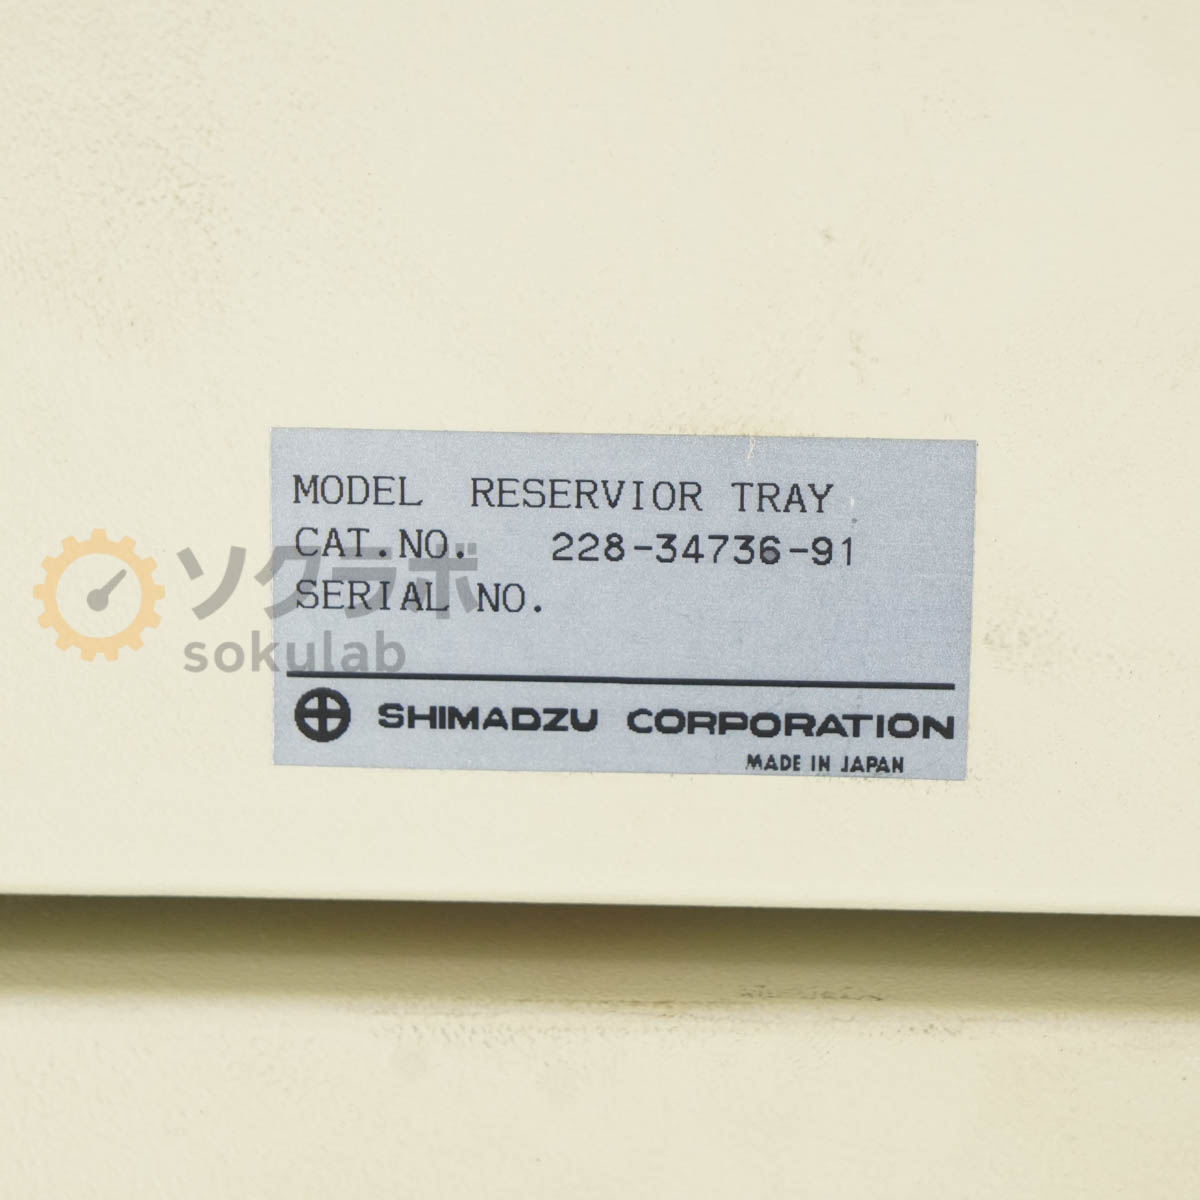 MODEL RESERVIOR TRAY
CAT.NO. 228-34736-91
SERIAL NO.
ソクラボ
sokulab
SHIMADZU CORPORATION
MADE IN JAPAN